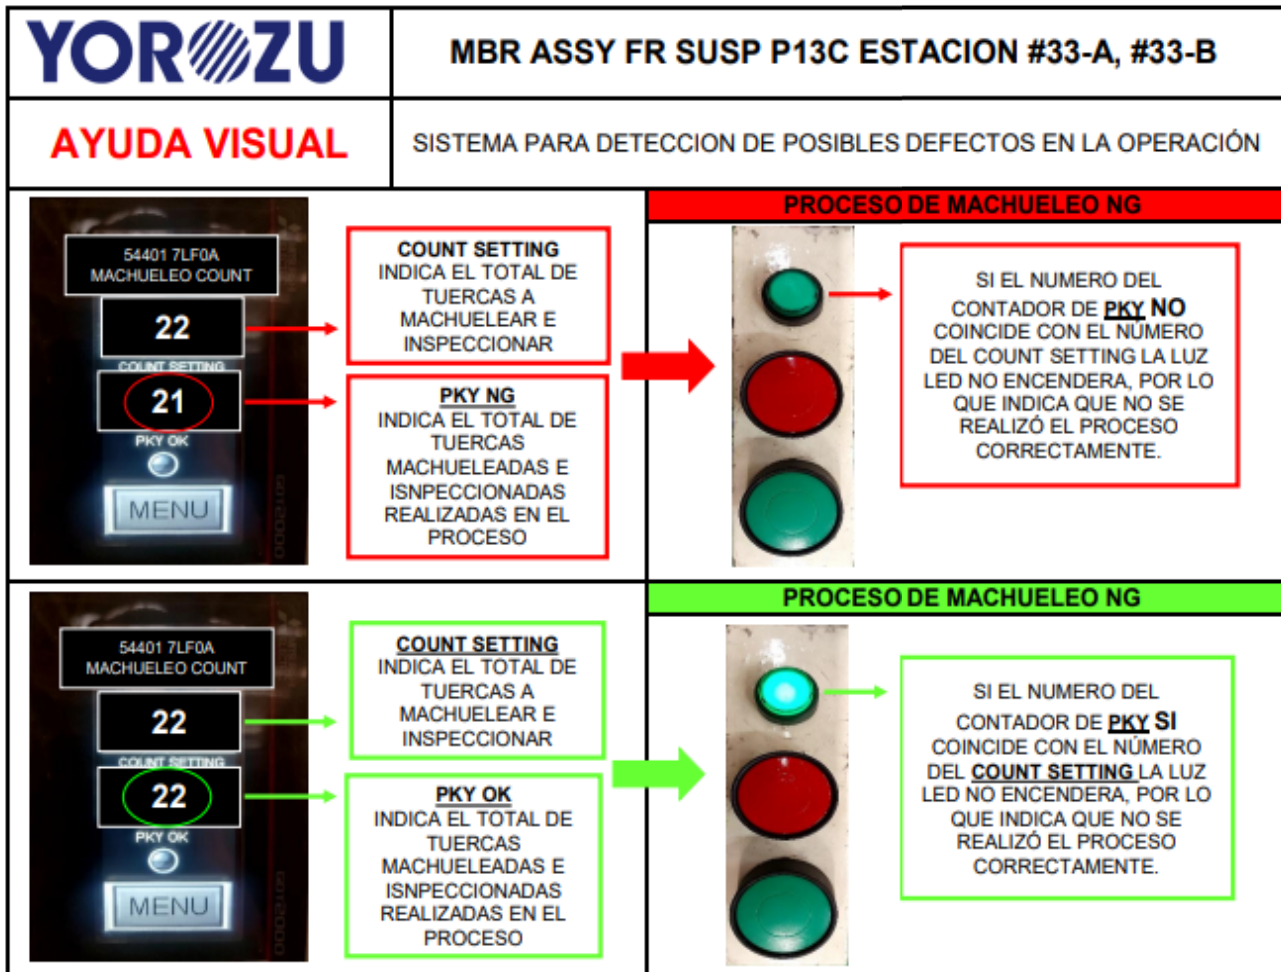 YOROZU
MBR ASSY FR SUSP P13C ESTACION #33-A, #33-B
AYUDA VISUAL
SISTEMA PARA DETECCION DE POSIBLES DEFECTOS EN LA OPERACIÓN
54401 7LF0A
MACHUELEO COUNT
22
COUNT SETTING
21
PKY OK
MENU
GOT2000
COUNT SETTING
INDICA EL TOTAL DE
TUERCAS A
MACHUELEAR E
INSPECCIONAR
PKY NG
INDICA EL TOTAL DE
TUERCAS
MACHUELEADAS E
ISNPECCIONADAS
REALIZADAS EN EL
PROCESO
PROCESO DE MACHUELEO NG
SI EL NUMERO DEL
CONTADOR DE PKY NO
COINCIDE CON EL NÚMERO
DEL COUNT SETTING LA LUZ
LED NO ENCENDERA, POR LO
QUE INDICA QUE NO SE
REALIZÓ EL PROCESO
CORRECTAMENTE.
54401 7LF0A
MACHUELEO COUNT
22
COUNT SETTING
22
PKY OK
MENU
GOT2000
COUNT SETTING
INDICA EL TOTAL DE
TUERCAS A
MACHUELEAR E
INSPECCIONAR
PKY OK
INDICA EL TOTAL DE
TUERCAS
MACHUELEADAS E
ISNPECCIONADAS
REALIZADAS EN EL
PROCESO
PROCESO DE MACHUELEO NG
SI EL NUMERO DEL
CONTADOR DE PKY SI
COINCIDE CON EL NÚMERO
DEL COUNT SETTING LA LUZ
LED NO ENCENDERA, POR LO
QUE INDICA QUE NO SE
REALIZÓ EL PROCESO
CORRECTAMENTE.